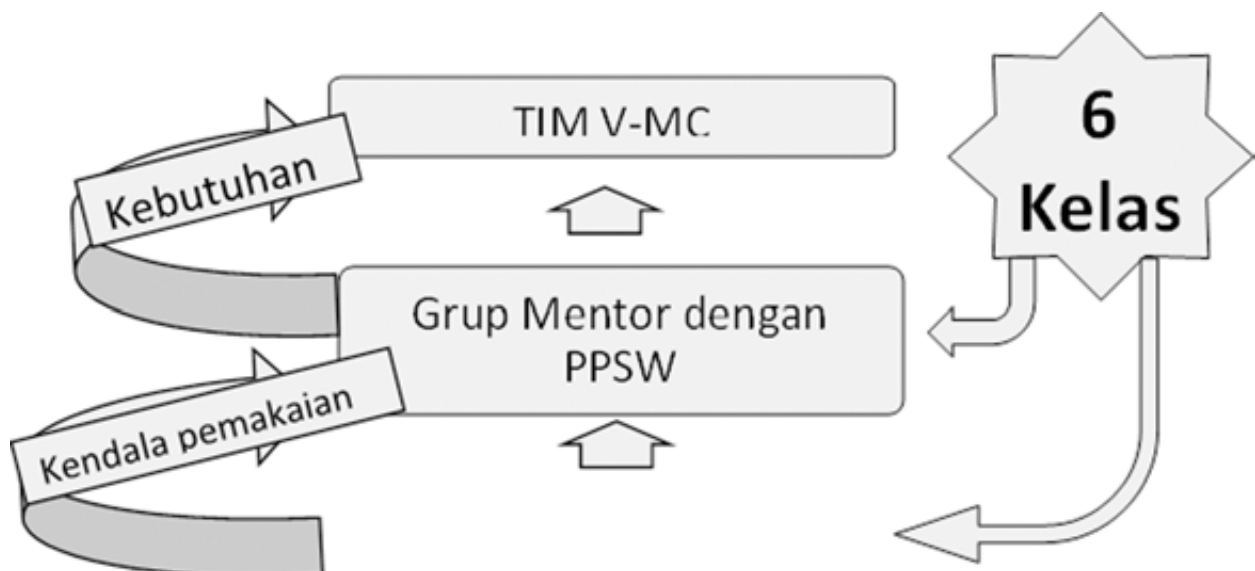 TIM V-MC
6
Kelas
Kebutuhan
Grup Mentor dengan
PPSW
Kendala pemakaian